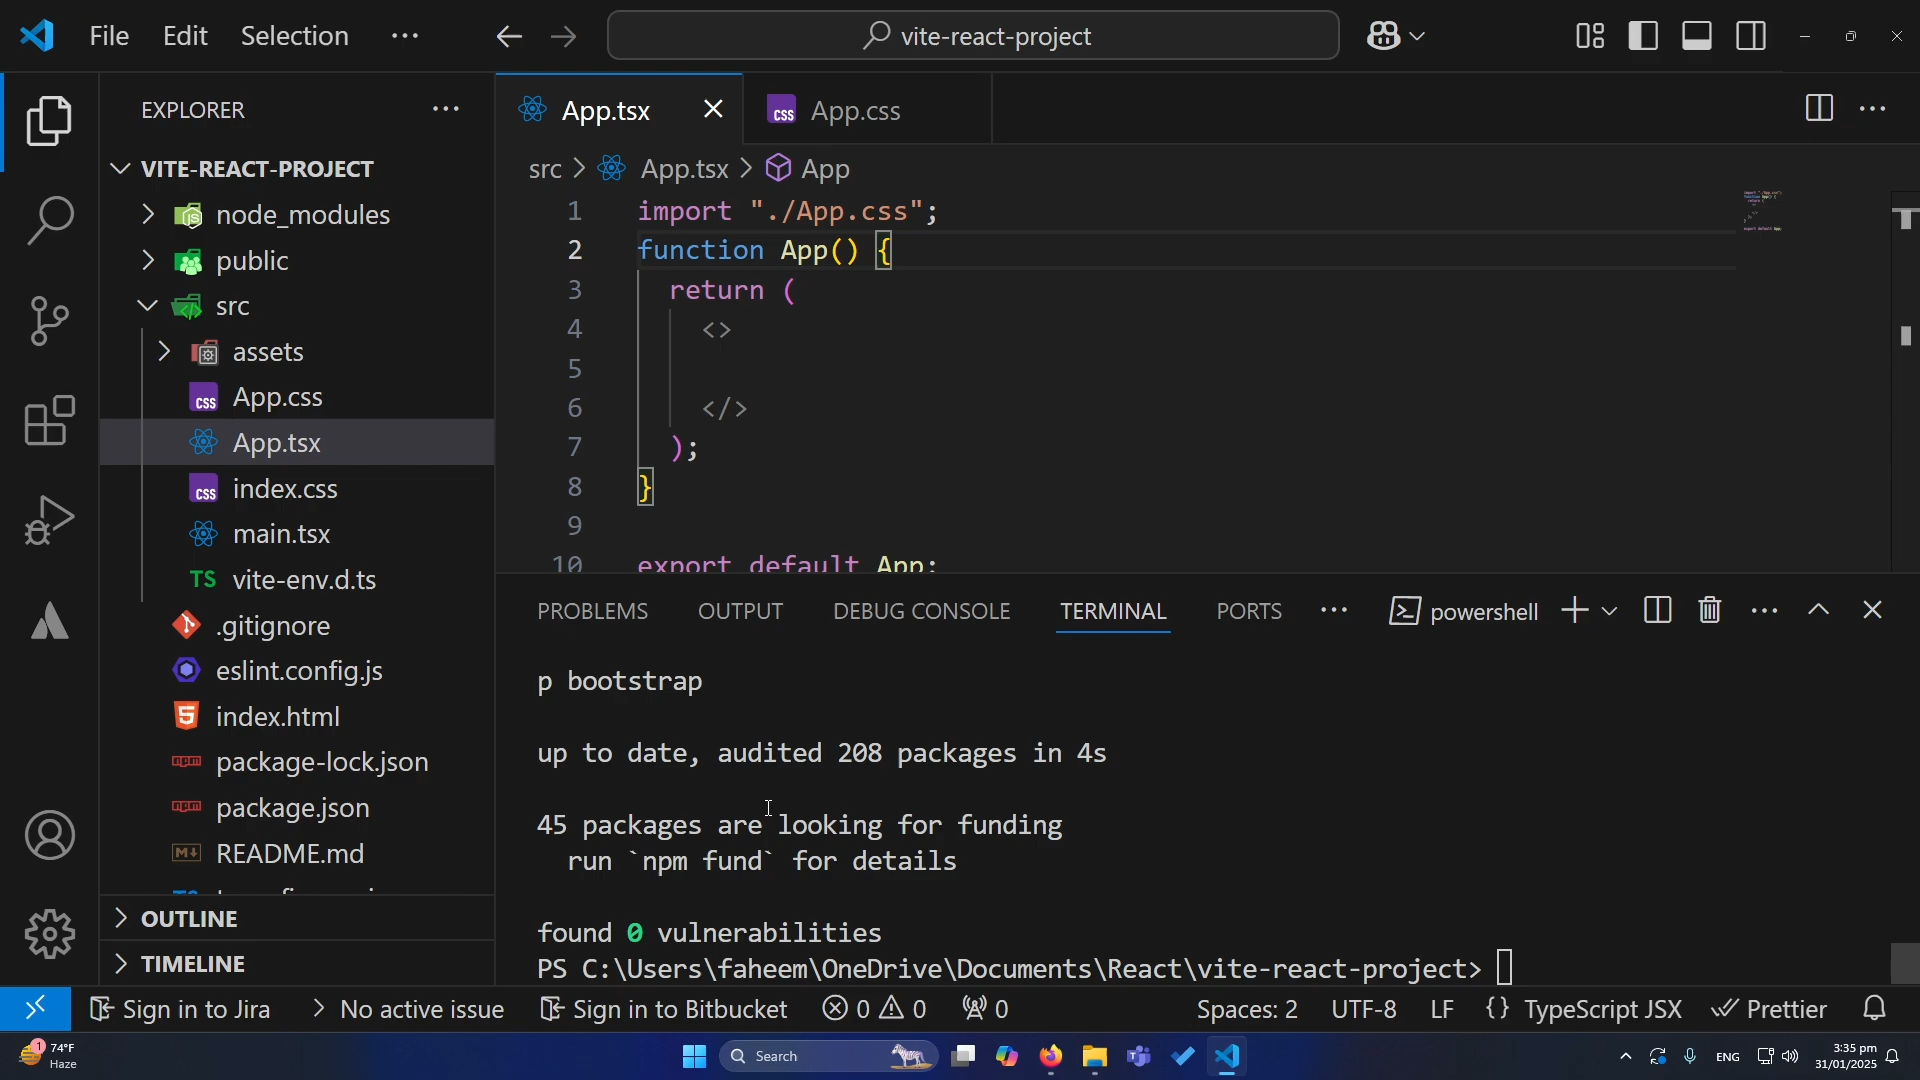 File Edit Selection ··· vite-react-project
EXPLORER ···
VITE-REACT-PROJECT
node_modules
public
src
assets
App.css
App.tsx
index.css
main.tsx
TS vite-env.d.ts
.gitignore
eslint.config.js
index.html
package-lock.json
package.json
README.md
OUTLINE
TIMELINE
App.tsx App.css
src > App.tsx > App
1 import "./App.css";
2 function App() {
3 return (
4 <>
5
6 </>
7 );
8 }
9
10 export default App;
PROBLEMS OUTPUT DEBUG CONSOLE TERMINAL PORTS ··· powershell
p bootstrap
up to date, audited 208 packages in 4s
45 packages are looking for funding
run `npm fund` for details
found 0 vulnerabilities
PS C:\Users\faheem\OneDrive\Documents\React\vite-react-project>
Sign in to Jira > No active issue Sign in to Bitbucket 0 0 0 Spaces: 2 UTF-8 LF {} TypeScript JSX Prettier
1 74°F
Haze
Search
ENG
3:35 pm
31/01/2025